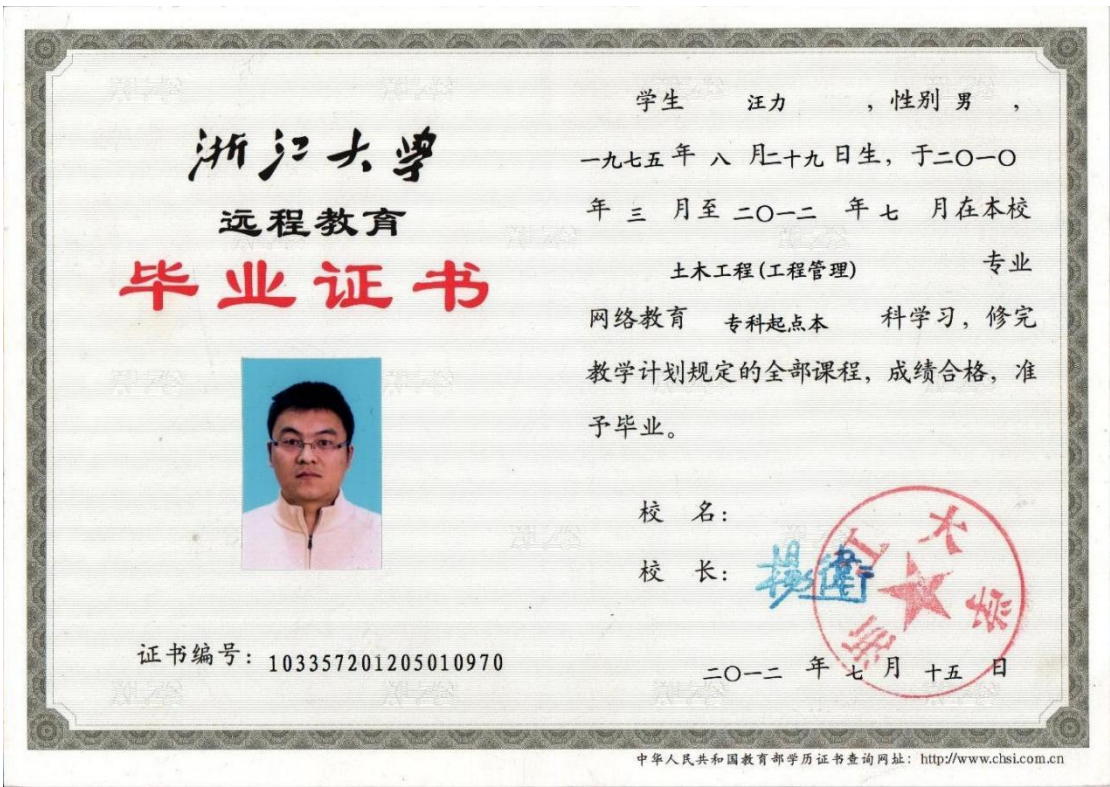 浙江大学
远程教育
毕业证书
证书编号：103357201205010970
学生 汪力 ，性别 男 ，
一九七五年 八 月二十九日生，于二〇一〇
年 三 月至 二〇一二 年 七 月在本校
土木工程(工程管理) 专业
网络教育 专科起点本 科学习，修完
教学计划规定的全部课程，成绩合格，准
予毕业。
校 名：
校 长：杨卫
浙江大学
二〇一二 年 七 月 十五 日
中华人民共和国教育部学历证书查询网址：http://www.chsi.com.cn